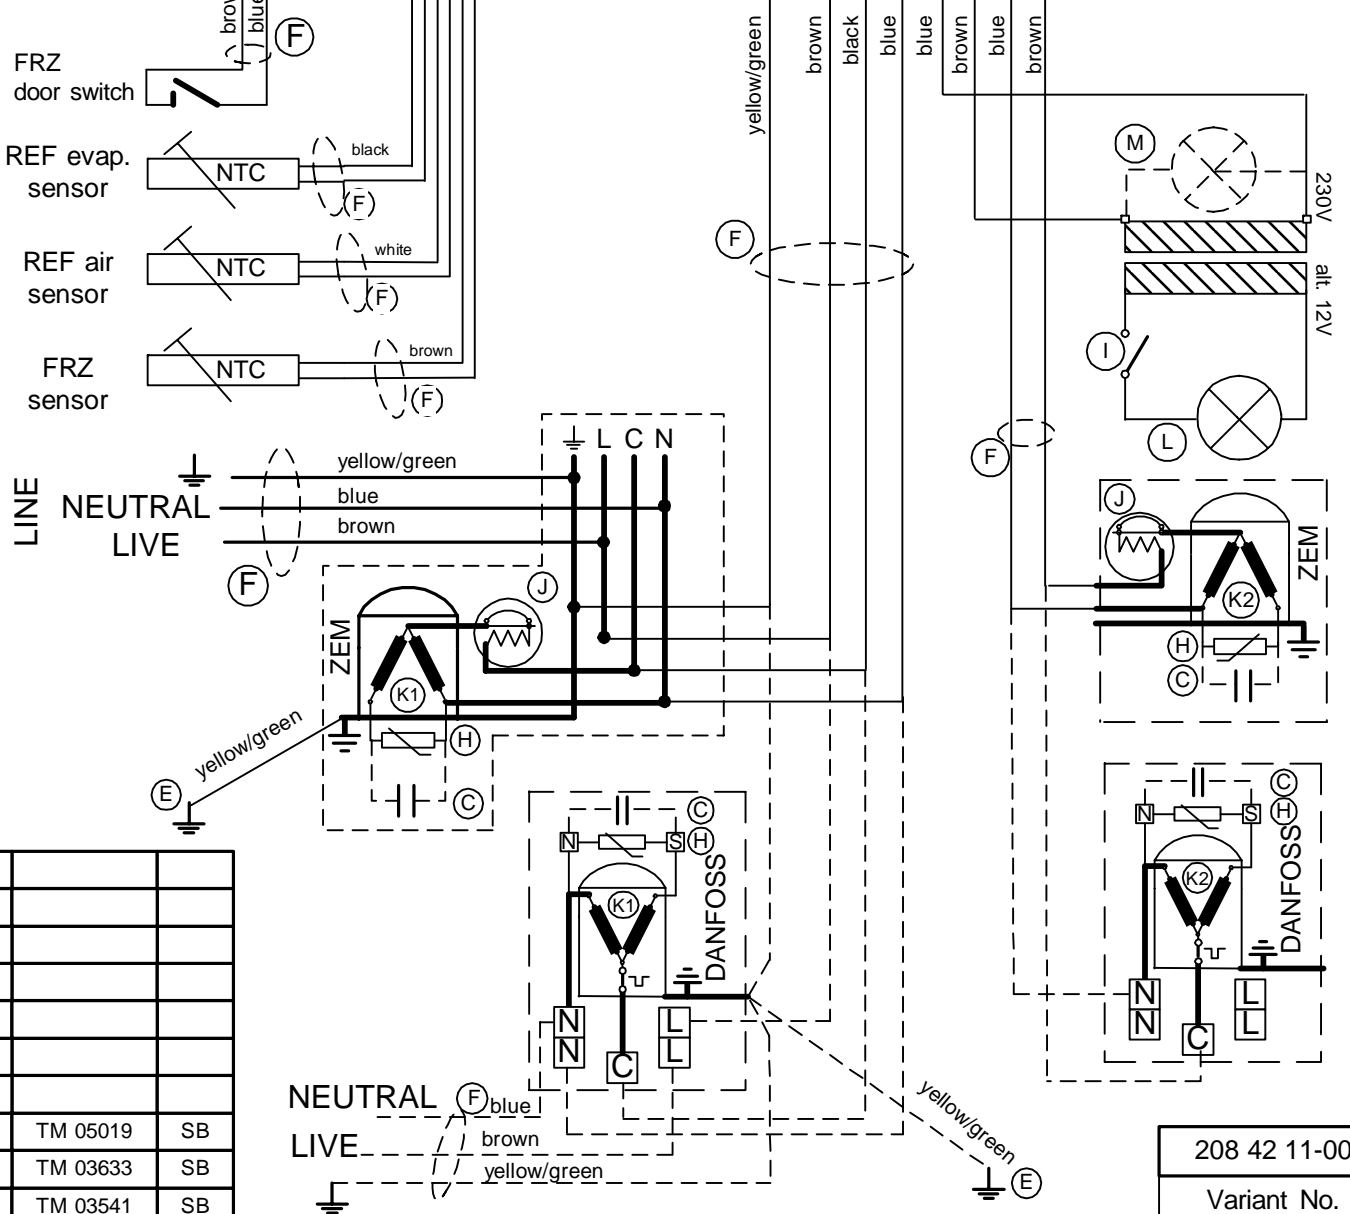 brow
blue
F
FRZ
door switch
yellow/green
brown
black
blue
blue
brown
blue
brown
REF evap.
sensor
NTC
black
F
M
230V
REF air
sensor
NTC
white
F
F
alt. 12V
FRZ
sensor
NTC
brown
F
I
L
F
LINE
NEUTRAL
LIVE
yellow/green
blue
brown
F
L C N
J
ZEM
K1
H
C
yellow/green
E
J
ZEM
K2
H
C
C
N
S
H
K1
DANFOSS
N
N
L
L
C
C
N
S
H
K2
DANFOSS
N
N
L
L
C
NEUTRAL
F
blue
LIVE
brown
yellow/green
yellow/green
E
TM 05019 SB
TM 03633 SB
TM 03541 SB
208 42 11-00
Variant No.